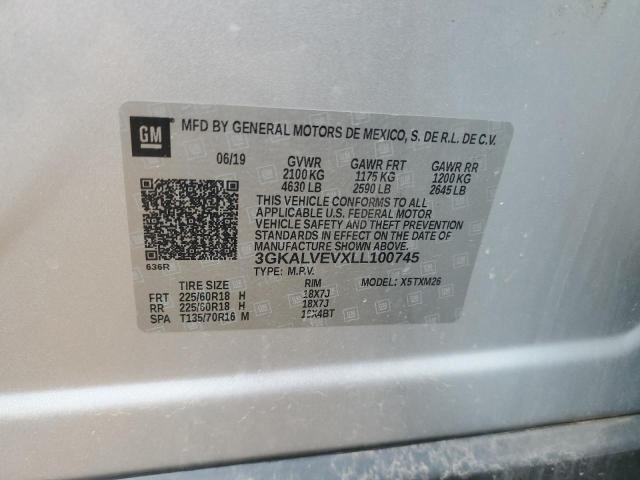 GM MFD BY GENERAL MOTORS DE MEXICO, S. DE R.L. DE C.V.
06/19 GVWR GAWR FRT GAWR RR
2100 KG 1175 KG 1200 KG
4630 LB 2590 LB 2645 LB
THIS VEHICLE CONFORMS TO ALL
APPLICABLE U.S. FEDERAL MOTOR
VEHICLE SAFETY AND THEFT PREVENTION
STANDARDS IN EFFECT ON THE DATE OF
MANUFACTURE SHOWN ABOVE.
3GKALVEVXLL100745
636R
TYPE: M.P.V. MODEL: X5TXM26
TIRE SIZE RIM
FRT 225/60R18 H 18X7J
RR 225/60R18 H 18X7J
SPA T135/70R16 M 16X4BT